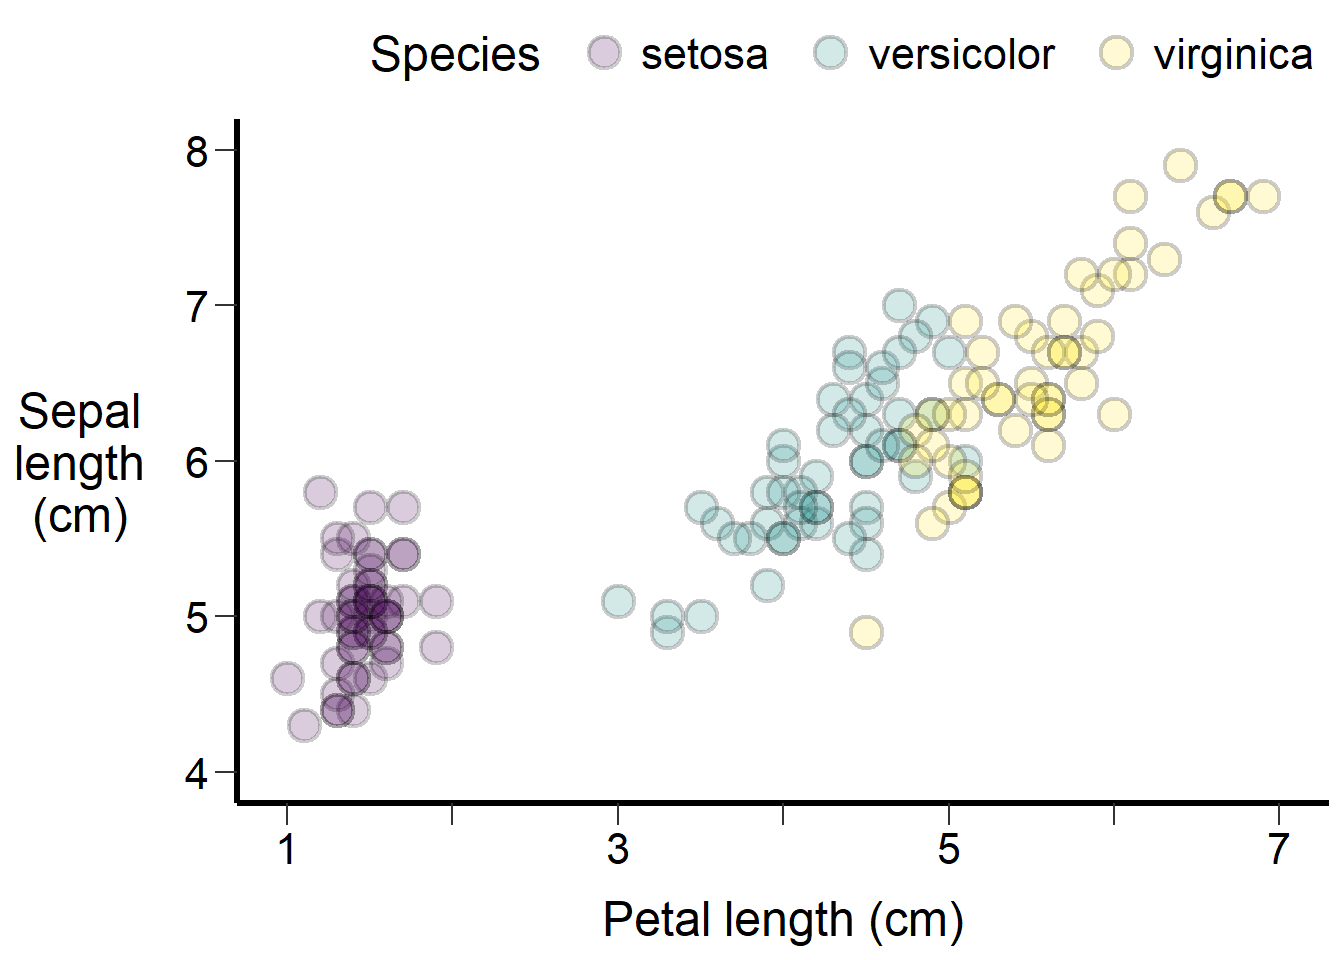 Species setosa versicolor virginica
8
7
Sepal
length
(cm)
6
5
4
1 3 5 7
Petal length (cm)